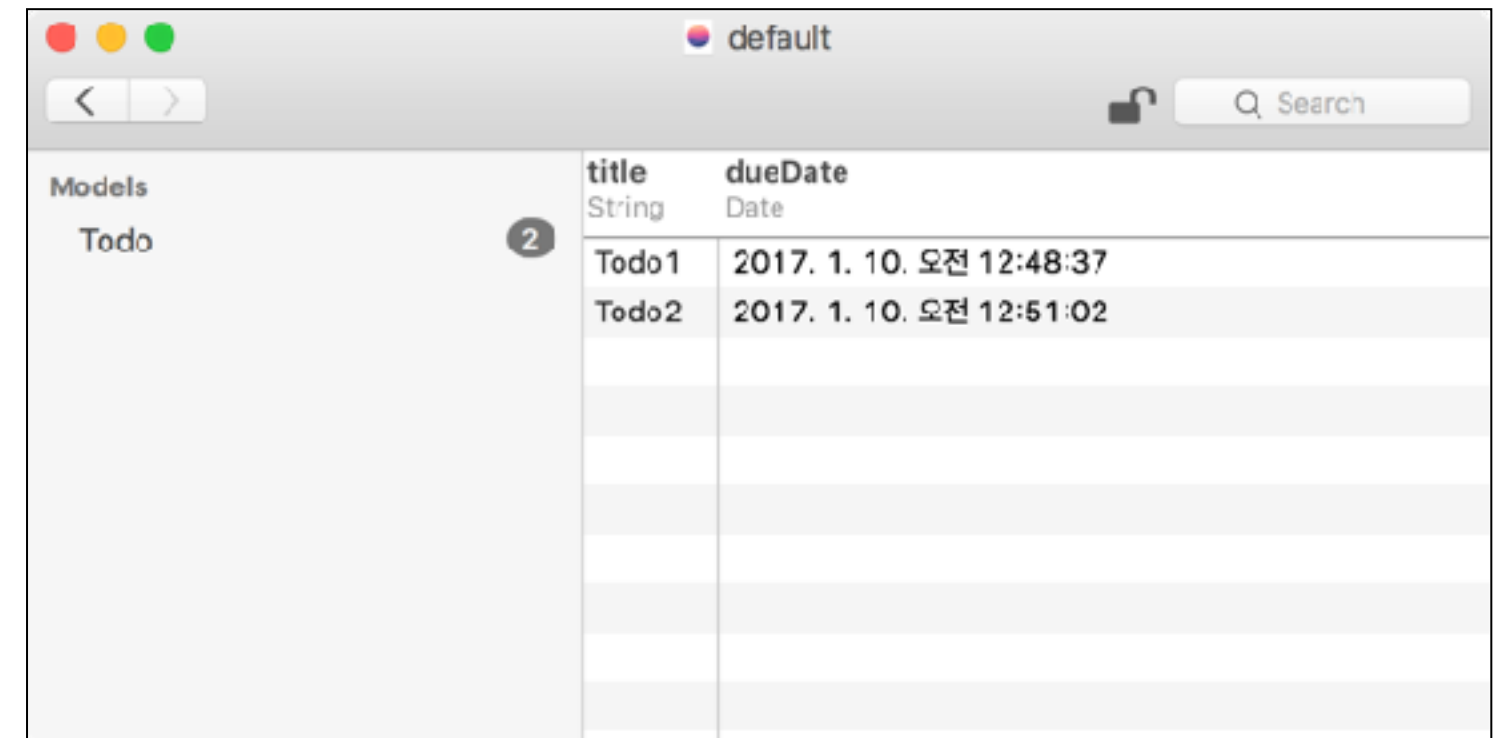 default
Search
Models
Todo 2
title dueDate
String Date
Todo1 2017. 1. 10. 오전 12:48:37
Todo2 2017. 1. 10. 오전 12:51:02